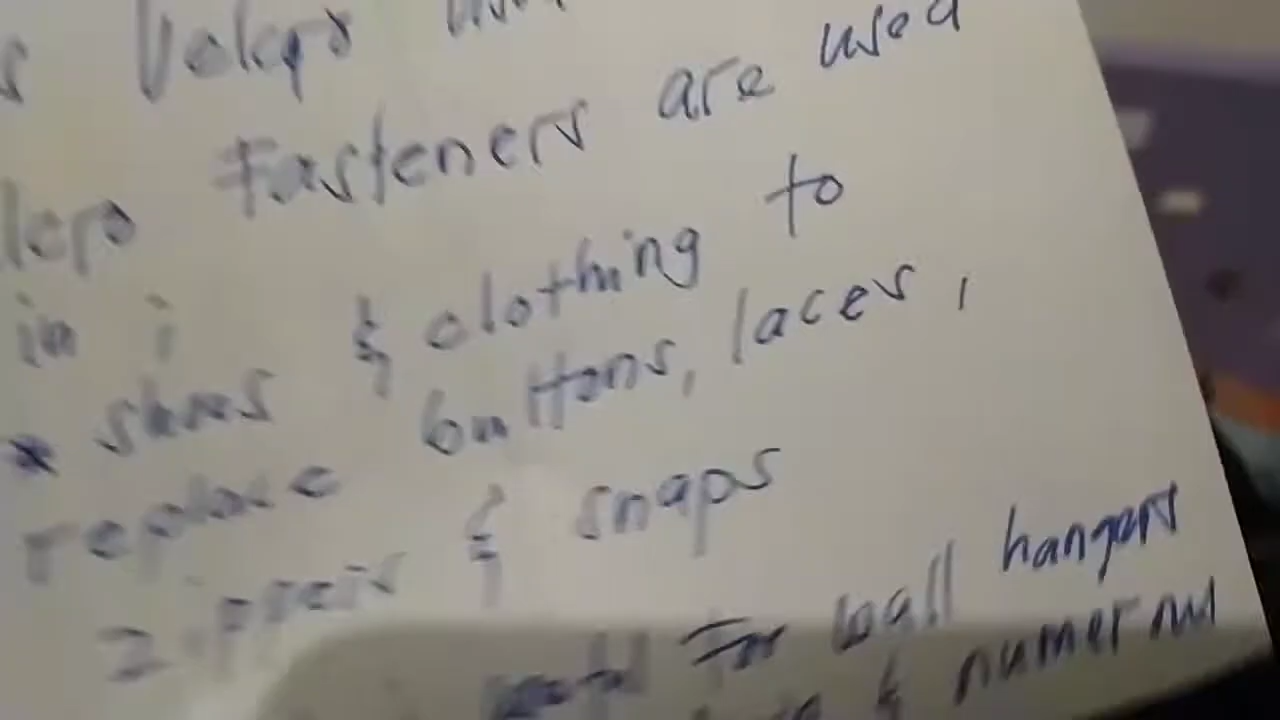 Velcro
Fasteners are used
in :
* shoes & clothing to
replace buttons, laces,
zippers & snaps
for wall hangers
& numerous